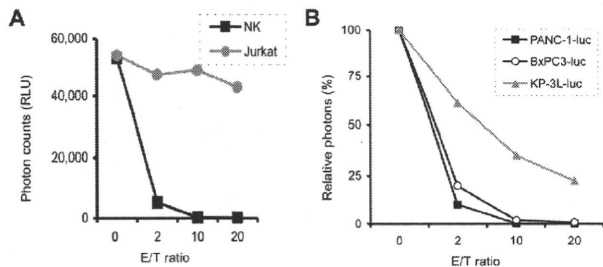 A
NK
Jurkat
60,000
40,000
20,000
0
Photon counts (RLU)
0 2 10 20
E/T ratio
B
PANC-1-luc
BxPC3-luc
KP-3L-luc
100
75
50
25
0
Relative photons (%)
0 2 10 20
E/T ratio